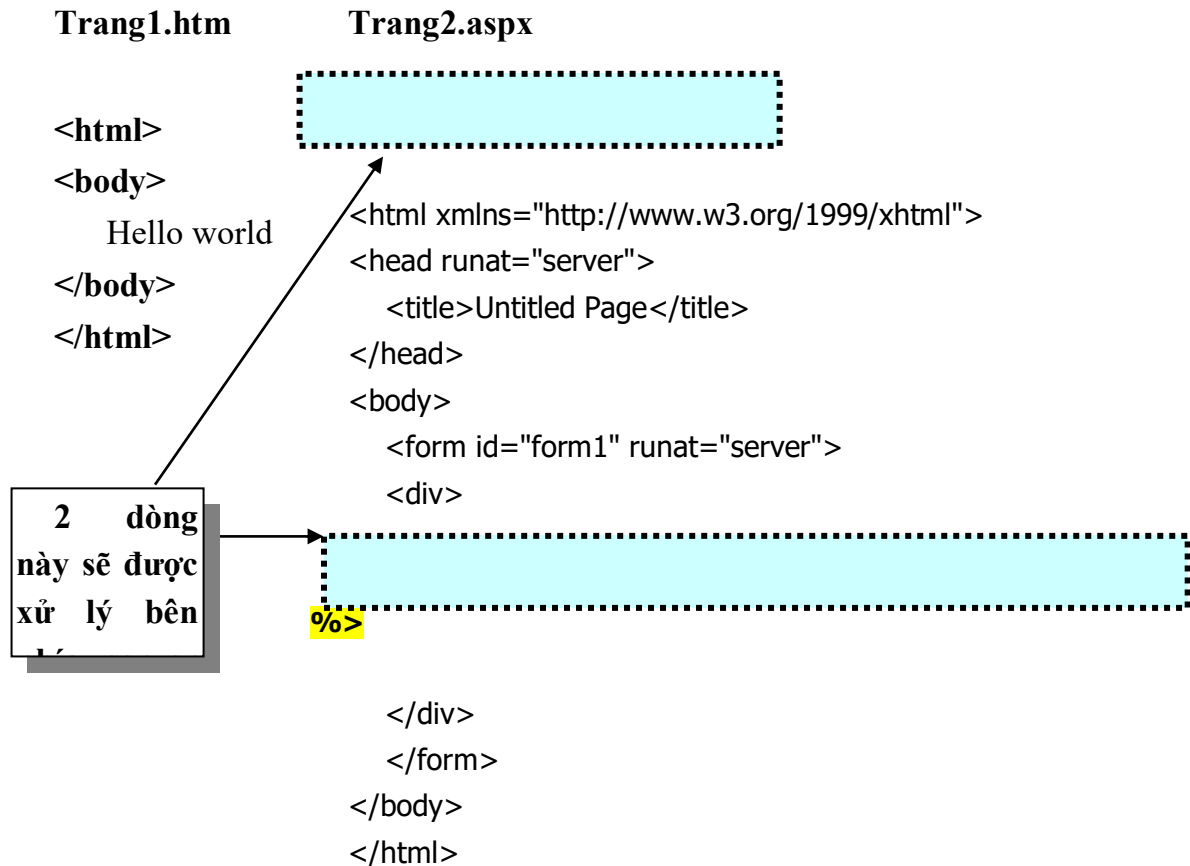 Trang1.htm
Trang2.aspx
<html>
<body>
Hello world
</body>
</html>
<html xmlns="http://www.w3.org/1999/xhtml">
<head runat="server">
<title>Untitled Page</title>
</head>
<body>
<form id="form1" runat="server">
<div>
2 dòng
này sẽ được
xử lý bên
%>
</div>
</form>
</body>
</html>